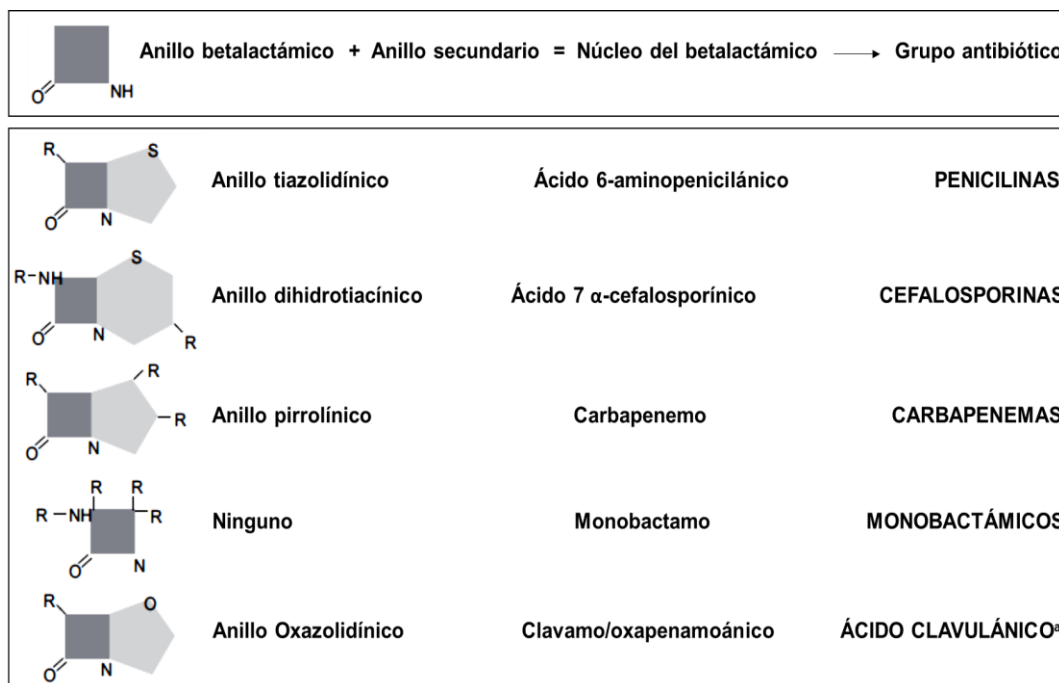 Anillo betalactámico + Anillo secundario = Núcleo del betalactámico → Grupo antibiótico
O NH
R S
Anillo tiazolidínico Ácido 6-aminopenicilánico PENICILINAS
O N
S
R-NH
Anillo dihidrotiacínico Ácido 7 α-cefalosporínico CEFALOSPORINAS
O N R
R R
Anillo pirrolínico Carbapenemo CARBAPENEMAS
R
O N
R R
R-NH R
Ninguno Monobactamo MONOBACTÁMICOS
O N
R O
Anillo Oxazolidínico Clavamo/oxapenamoánico ÁCIDO CLAVULÁNICOª
O N